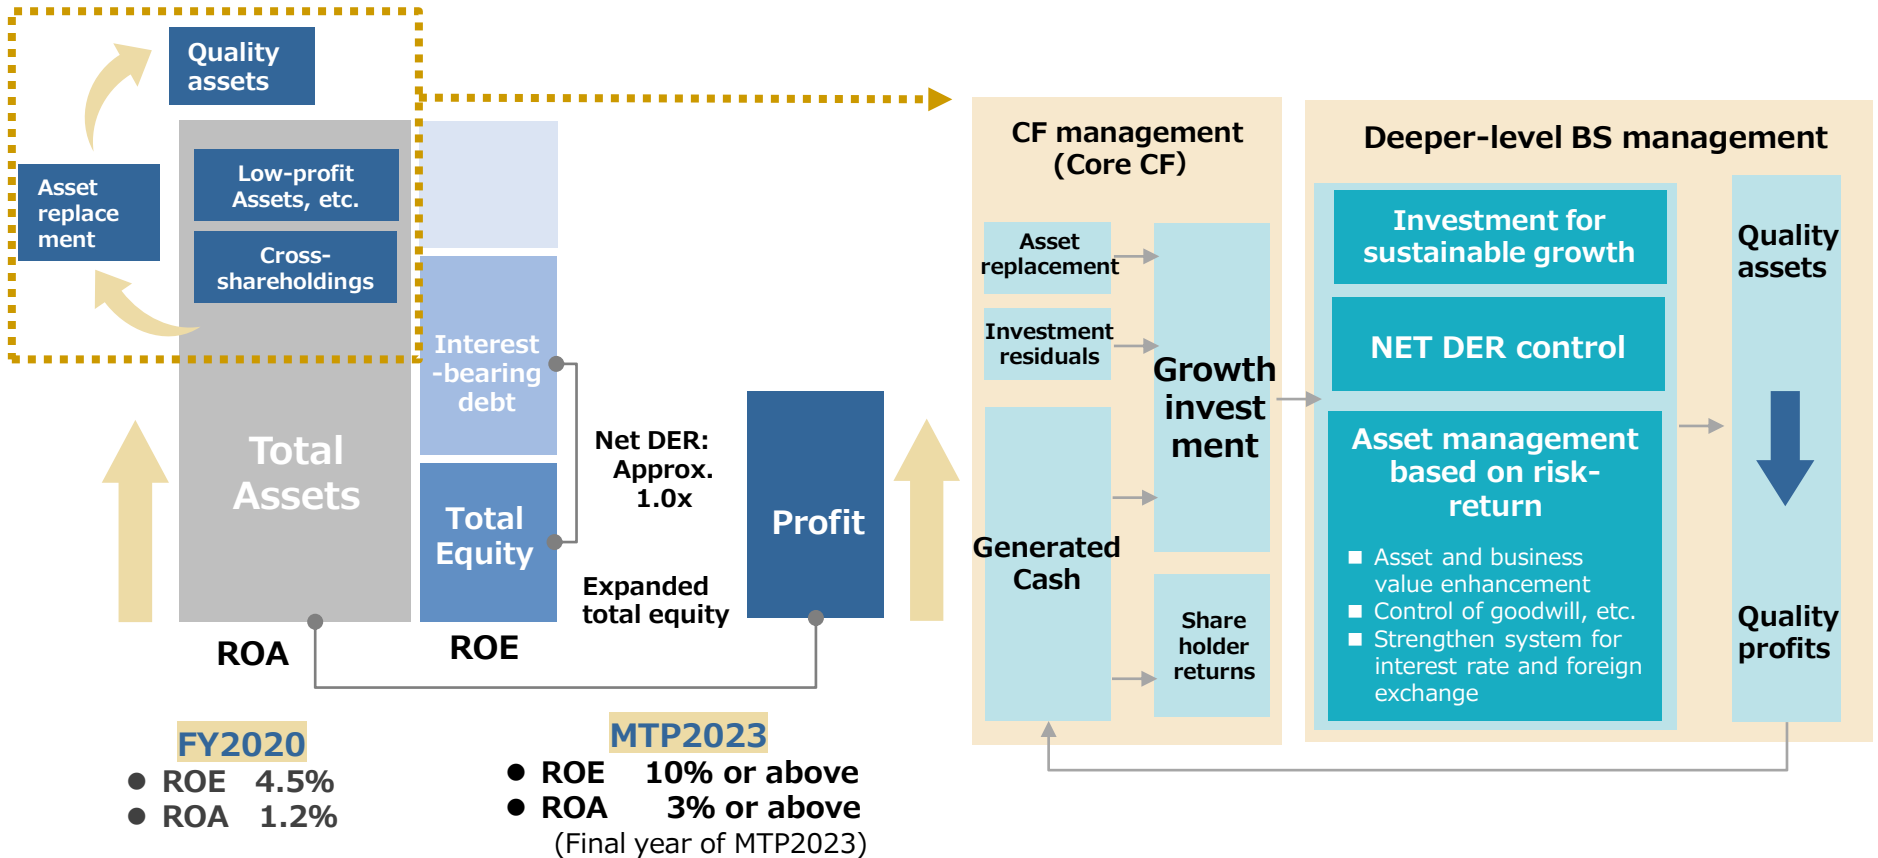 Quality
assets
Asset
replace
ment
Low-profit
Assets, etc.
Cross-
shareholdings
Total
Assets
Interest
-bearing
debt
Total
Equity
Net DER:
Approx.
1.0x
Expanded
total equity
Profit
ROA
ROE
FY2020
● ROE 4.5%
● ROA 1.2%
MTP2023
● ROE 10% or above
● ROA 3% or above
(Final year of MTP2023)
CF management
(Core CF)
Asset
replacement
Investment
residuals
Generated
Cash
Growth
invest
ment
Share
holder
returns
Deeper-level BS management
Investment for
sustainable growth
NET DER control
Asset management
based on risk-
return
■ Asset and business
value enhancement
■ Control of goodwill, etc.
■ Strengthen system for
interest rate and foreign
exchange
Quality
assets
Quality
profits